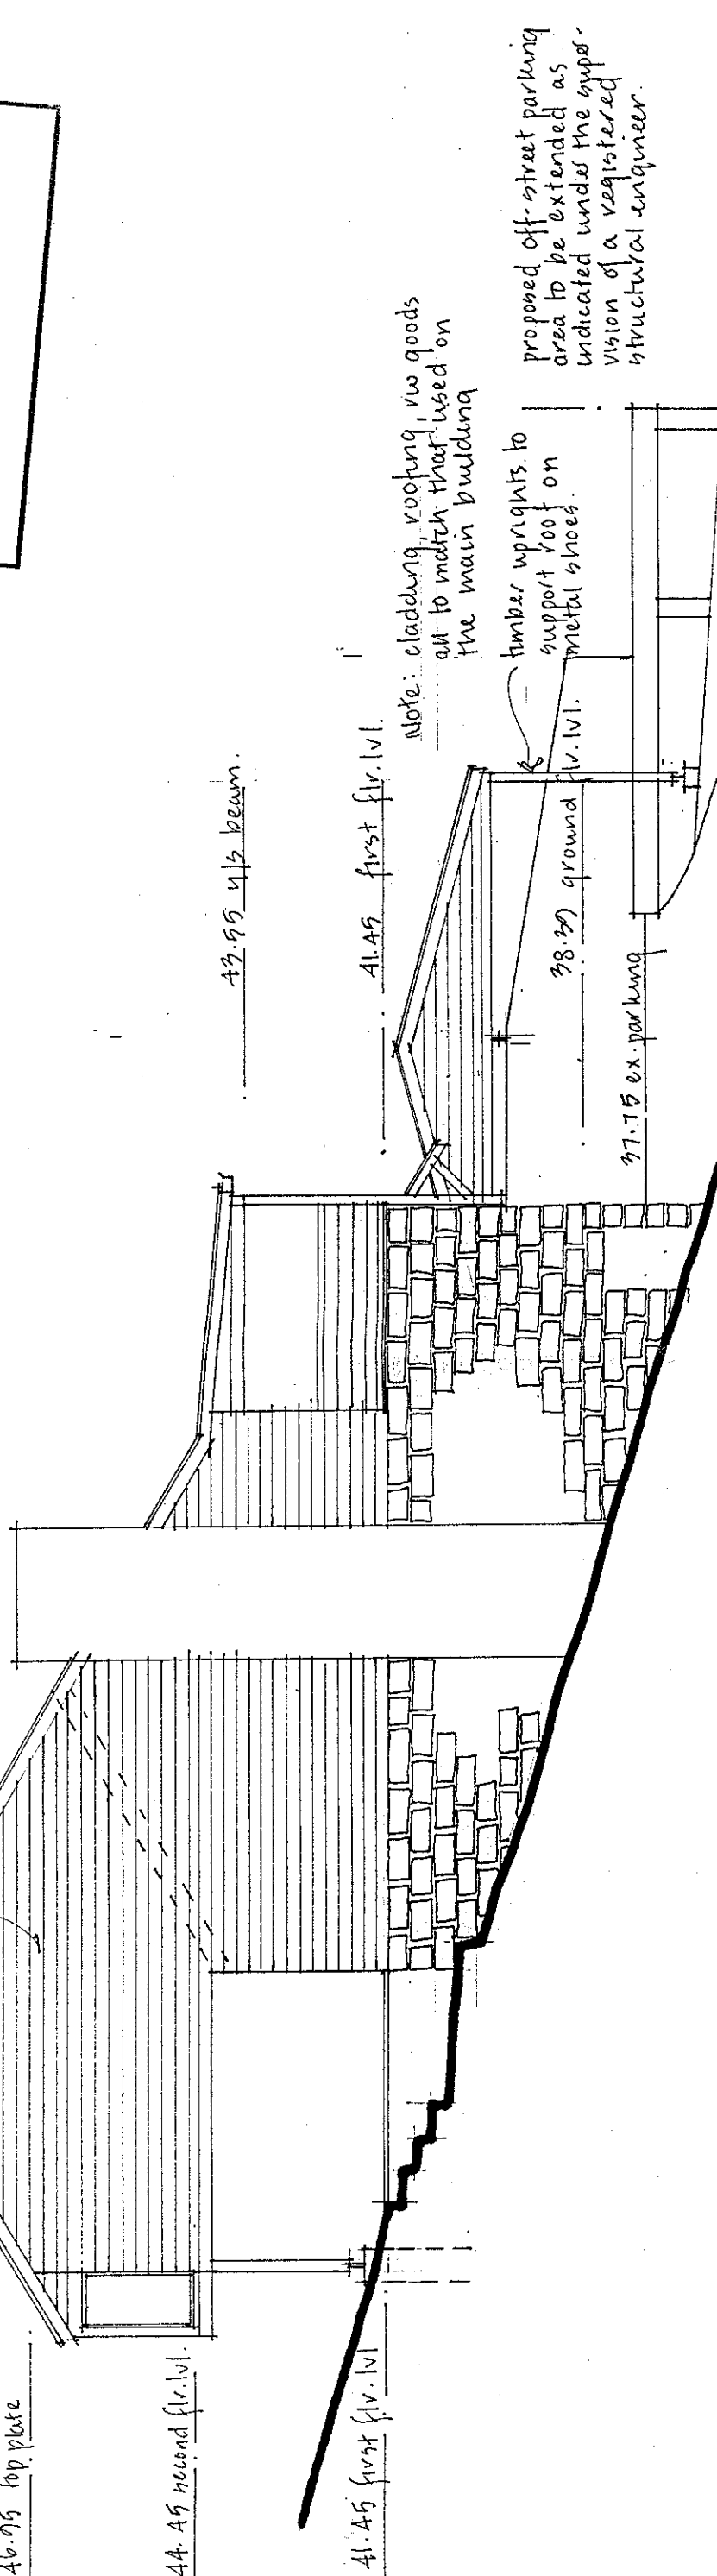 46.95 top plate
44.45 second flr.lvl.
41.45 first flr.lvl
43.55 u/s beam.
41.45 first flr.lvl.
Note: cladding, roofing, rw goods
all to match that used on
the main building
timber uprights to
support roof on
metal shoes.
38.39 ground flr.lvl.
37.75 ex.parking
proposed off-street parking
area to be extended as
indicated under the super-
vision of a registered
structural engineer.